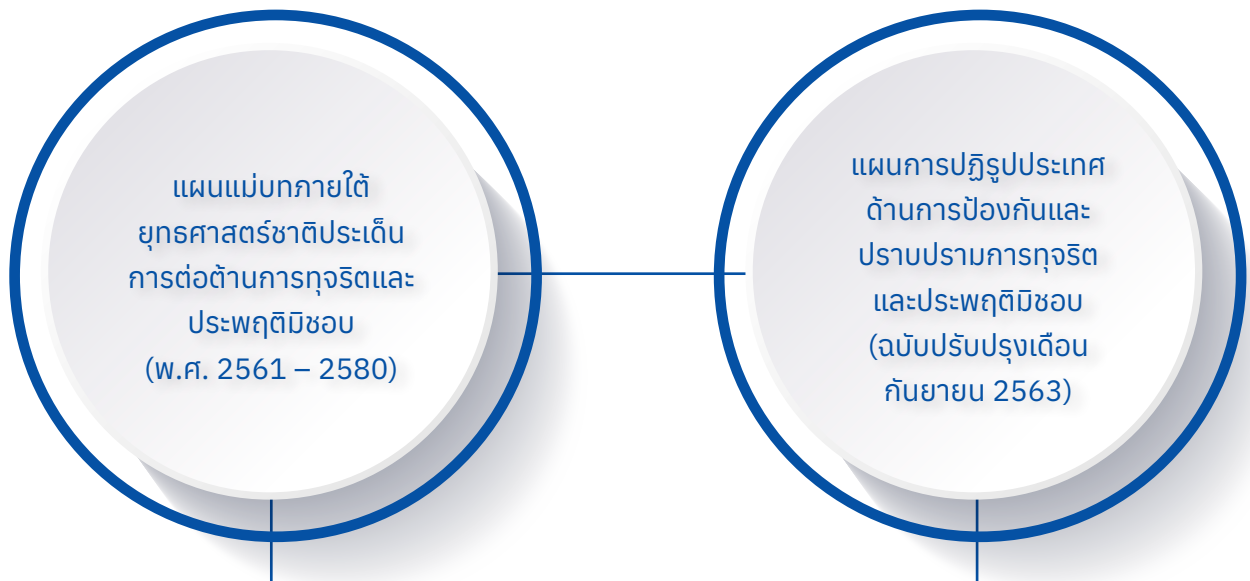 แผนแม่บทภายใต้
ยุทธศาสตร์ชาติประเด็น
การต่อต้านการทุจริตและ
ประพฤติมิชอบ
(พ.ศ. 2561 – 2580)
แผนการปฏิรูปประเทศ
ด้านการป้องกันและ
ปราบปรามการทุจริต
และประพฤติมิชอบ
(ฉบับปรับปรุงเดือน
กันยายน 2563)